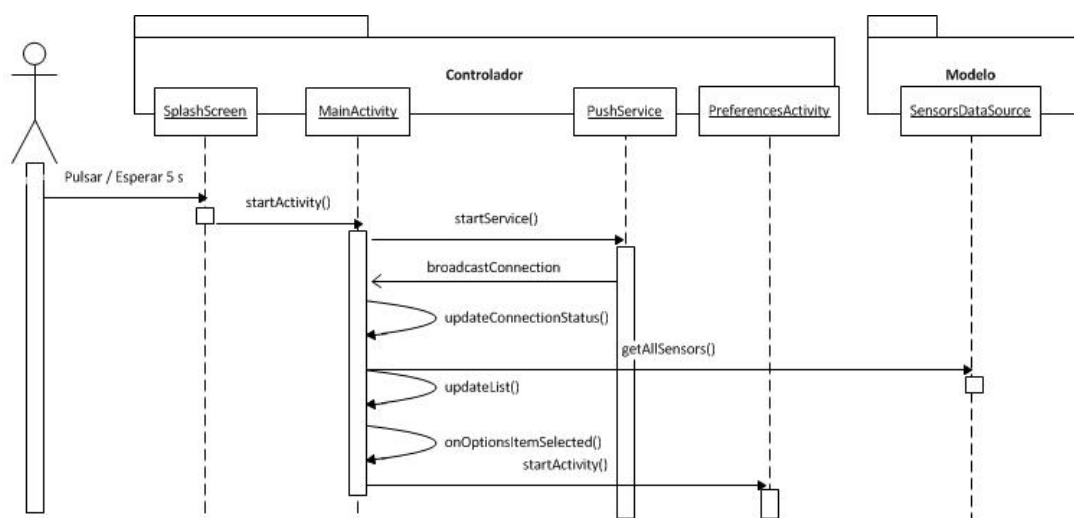 Controlador
Modelo
SplashScreen
MainActivity
PushService
PreferencesActivity
SensorsDataSource
Pulsar / Esperar 5 s
startActivity()
startService()
broadcastConnection
updateConnectionStatus()
getAllSensors()
updateList()
onOptionsItemSelected()
startActivity()